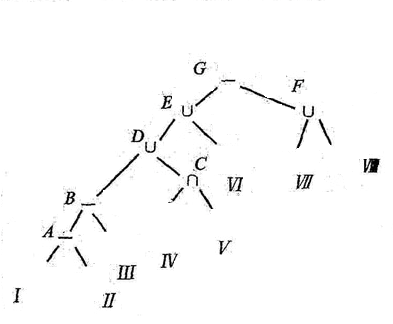 G −
E ∪ F ∪
D ∪
C ∩
B − VI VII VIII
A − III IV V
I II